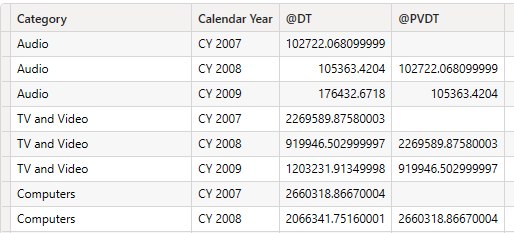 Category Calendar Year @DT @PVDT
Audio CY 2007 102722.068099999
Audio CY 2008 105363.4204 102722.068099999
Audio CY 2009 176432.6718 105363.4204
TV and Video CY 2007 2269589.87580003
TV and Video CY 2008 919946.502999997 2269589.87580003
TV and Video CY 2009 1203231.91349998 919946.502999997
Computers CY 2007 2660318.86670004
Computers CY 2008 2066341.75160001 2660318.86670004